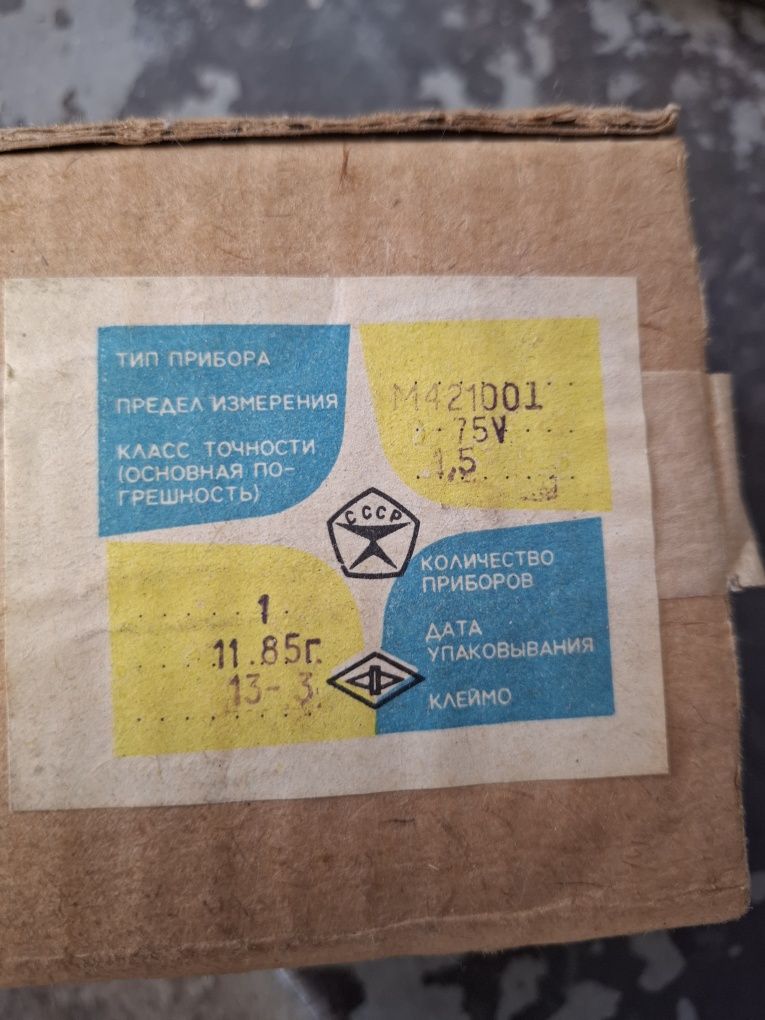 ТИП ПРИБОРА
ПРЕДЕЛ ИЗМЕРЕНИЯ
КЛАСС ТОЧНОСТИ
(ОСНОВНАЯ ПО-
ГРЕШНОСТЬ)
М421001
75V
1,5
СССР
КОЛИЧЕСТВО
ПРИБОРОВ
ДАТА
УПАКОВЫВАНИЯ
КЛЕЙМО
1
11.85г.
13-3